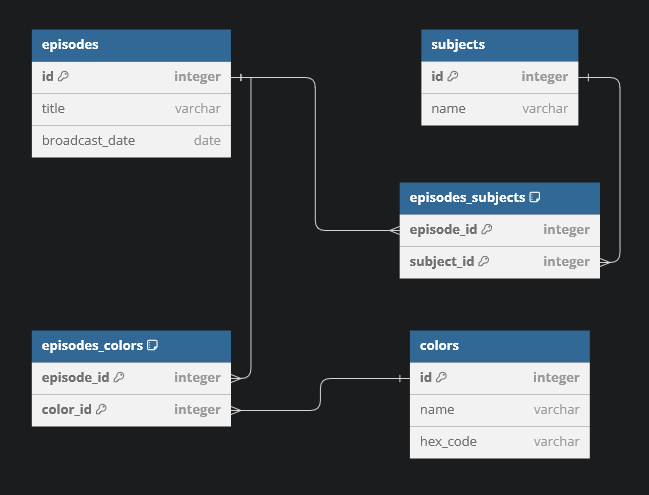 episodes
id integer
title varchar
broadcast_date date
subjects
id integer
name varchar
episodes_subjects
episode_id integer
subject_id integer
episodes_colors
episode_id integer
color_id integer
colors
id integer
name varchar
hex_code varchar